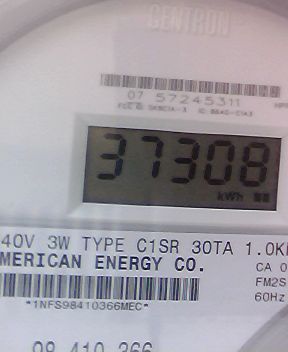 CENTRON
07 57245311
37308
kWh
40V 3W TYPE C1SR 30TA 1.0K
MERICAN ENERGY CO.
CA 0
FM2S
60Hz
*1NFS98410366MEC*
98 410 366